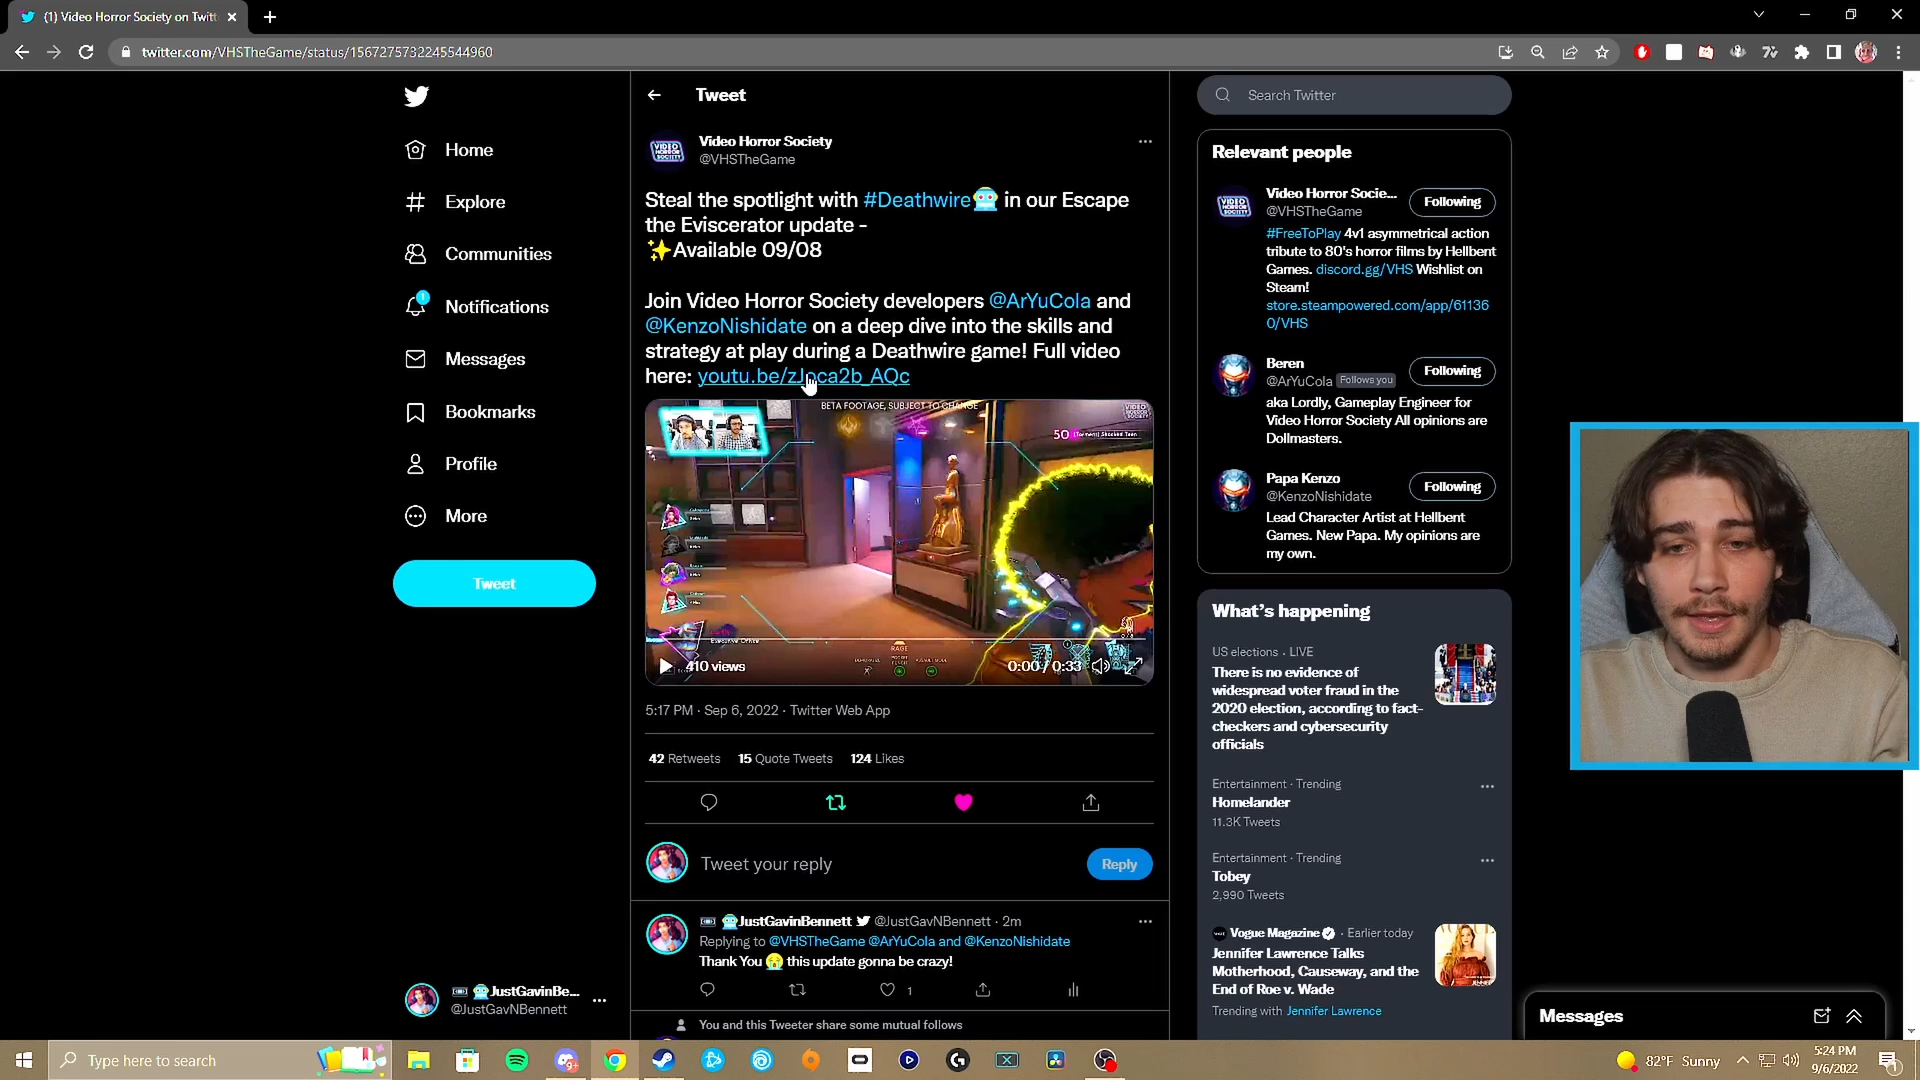 (1) Video Horror Society on Twitt
twitter.com/VHSTheGame/status/1567275732245544960
Home
Explore
Communities
1
Notifications
Messages
Bookmarks
Profile
More
Tweet
JustGavinBe...
@JustGavNBennett
Tweet
Video Horror Society
@VHSTheGame
Steal the spotlight with #Deathwire in our Escape
the Eviscerator update -
Available 09/08
Join Video Horror Society developers @ArYuCola and
@KenzoNishidate on a deep dive into the skills and
strategy at play during a Deathwire game! Full video
BETA FOOTAGE, SUBJECT TO CHANGE
VIDEO HORROR SOCIETY
50
Executive Office
RAGE
410 views
0:00 / 0:33
5:17 PM · Sep 6, 2022 · Twitter Web App
42 Retweets 15 Quote Tweets 124 Likes
Tweet your reply
Reply
JustGavinBennett @JustGavNBennett · 2m
Replying to @VHSTheGame @ArYuCola and @KenzoNishidate
Thank You this update gonna be crazy!
1
You and this Tweeter share some mutual follows
Search Twitter
Relevant people
VIDEO HORROR SOCIETY
Video Horror Socie...
@VHSTheGame
Following
#FreeToPlay 4v1 asymmetrical action
tribute to 80's horror films by Hellbent
Games. discord.gg/VHS Wishlist on
Steam!
store.steampowered.com/app/61136
0/VHS
Beren
@ArYuCola Follows you
Following
aka Lordly, Gameplay Engineer for
Video Horror Society All opinions are
Dollmasters.
Papa Kenzo
@KenzoNishidate
Following
Lead Character Artist at Hellbent
Games. New Papa. My opinions are
my own.
What's happening
US elections · LIVE
There is no evidence of
widespread voter fraud in the
2020 election, according to fact-
checkers and cybersecurity
officials
Entertainment · Trending
Homelander
11.3K Tweets
Entertainment · Trending
Tobey
2,990 Tweets
Vogue Magazine · Earlier today
Jennifer Lawrence Talks
Motherhood, Causeway, and the
End of Roe v. Wade
Trending with Jennifer Lawrence
Messages
Type here to search
82°F Sunny
5:24 PM
9/6/2022
1